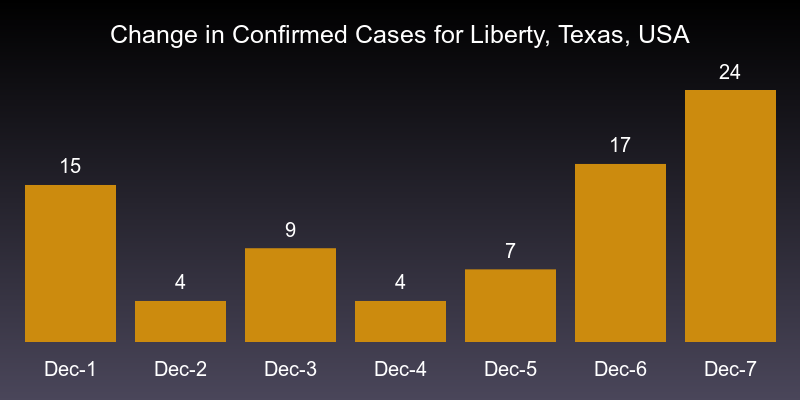 Change in Confirmed Cases for Liberty, Texas, USA
15
4
9
4
7
17
24
Dec-1
Dec-2
Dec-3
Dec-4
Dec-5
Dec-6
Dec-7